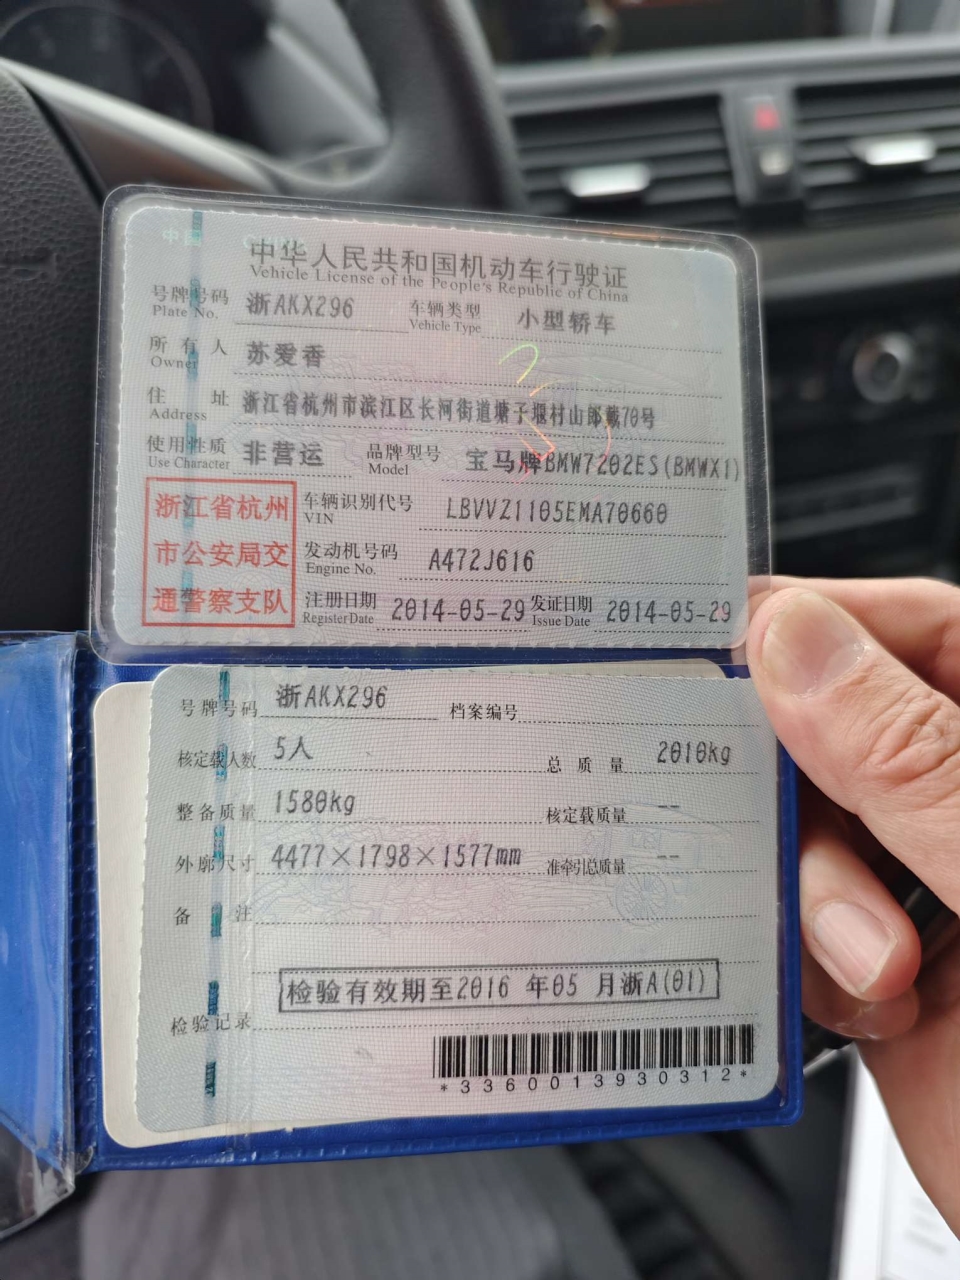 中国 CHINA
中华人民共和国机动车行驶证
Vehicle License of the People's Republic of China
号牌号码 浙AKX296 车辆类型 小型轿车
Plate No. Vehicle Type
所有人 苏爱香
Owner
住址 浙江省杭州市滨江区长河街道塘子堰村山郎戴70号
Address
使用性质 非营运 品牌型号 宝马牌BMW7202ES(BMWX1)
Use Character Model
浙江省杭州
市公安局交
通警察支队
车辆识别代号 LBVVZ1105EMA70660
VIN
发动机号码 A472J616
Engine No.
注册日期 2014-05-29 发证日期 2014-05-29
Register Date Issue Date
号牌号码 浙AKX296 档案编号
核定载人数 5人 总质量 2010kg
整备质量 1580kg 核定载质量 --
外廓尺寸 4477×1798×1577mm 准牵引总质量 --
备注
检验有效期至2016 年05 月浙A(01)
检验记录
*3360013930312*